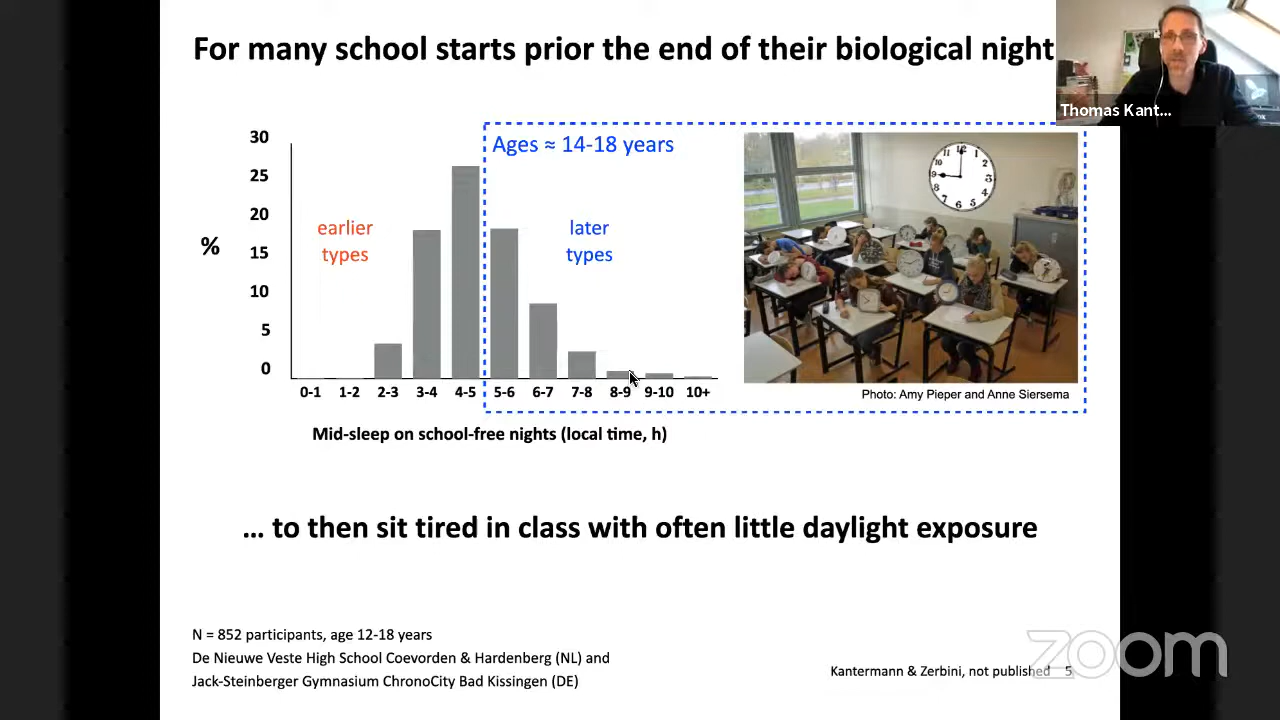 For many school starts prior the end of their biological night
Thomas Kant...
30
25
20
15
10
5
0
%
earlier
types
Ages ≈ 14-18 years
later
types
0-1 1-2 2-3 3-4 4-5 5-6 6-7 7-8 8-9 9-10 10+
Mid-sleep on school-free nights (local time, h)
Photo: Amy Pieper and Anne Siersema
... to then sit tired in class with often little daylight exposure
N = 852 participants, age 12-18 years
De Nieuwe Veste High School Coevorden & Hardenberg (NL) and
Jack-Steinberger Gymnasium ChronoCity Bad Kissingen (DE)
Kantermann & Zerbini, not published 5
zoom